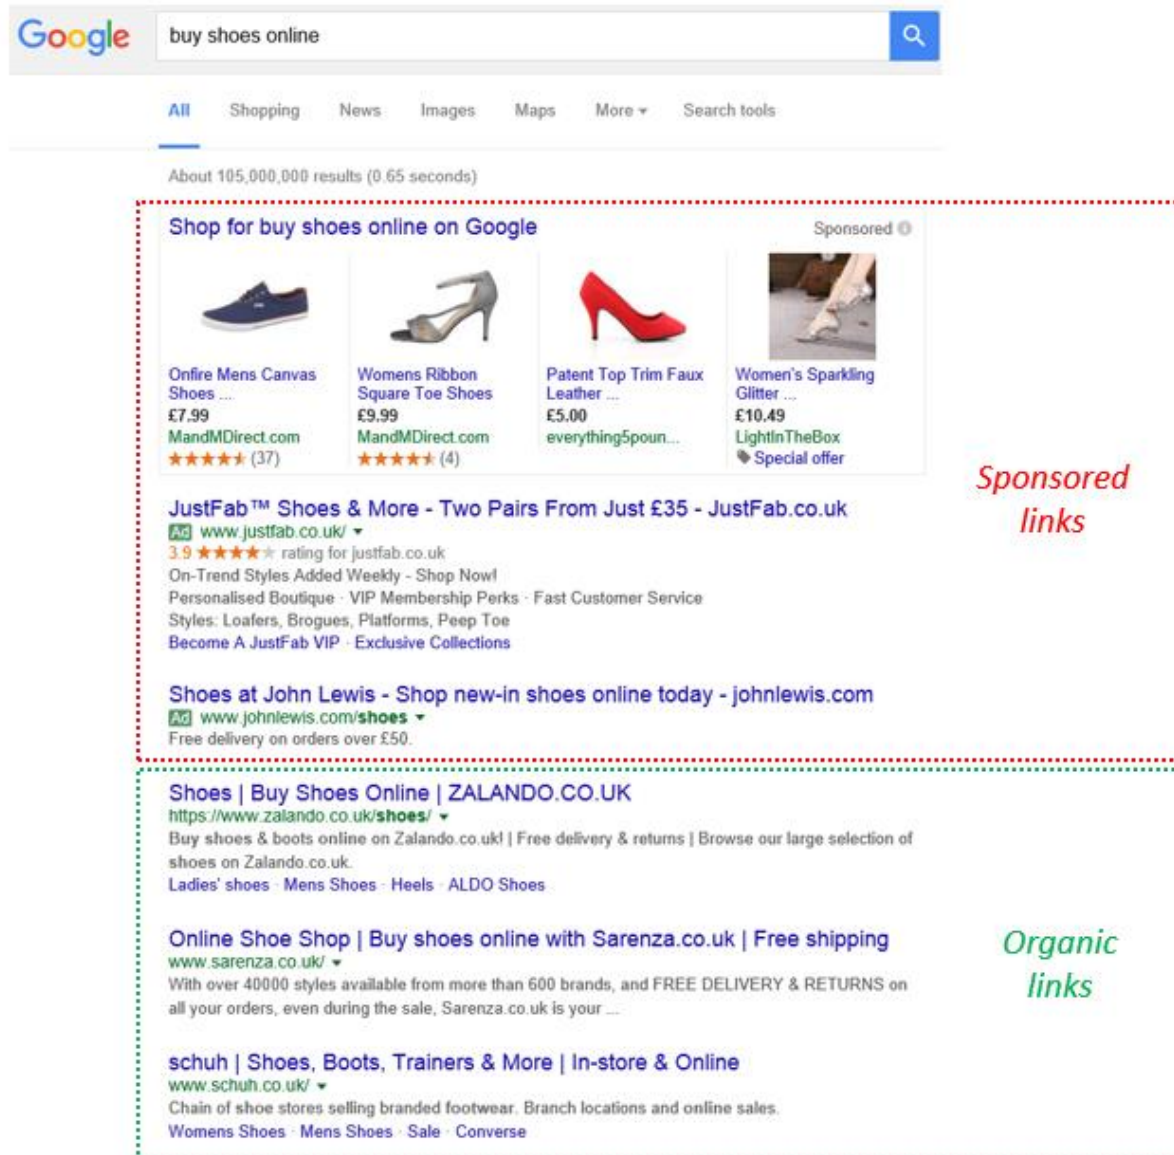 Google
buy shoes online
All Shopping News Images Maps More Search tools
About 105,000,000 results (0.65 seconds)
Shop for buy shoes online on Google
Sponsored
Onfire Mens Canvas
Shoes ...
£7.99
MandMDirect.com
(37)
Womens Ribbon
Square Toe Shoes
£9.99
MandMDirect.com
(4)
Patent Top Trim Faux
Leather ...
£5.00
everything5poun...
Women's Sparkling
Glitter ...
£10.49
LightInTheBox
Special offer
JustFab™ Shoes & More - Two Pairs From Just £35 - JustFab.co.uk
Ad www.justfab.co.uk/
3.9 rating for justfab.co.uk
On-Trend Styles Added Weekly - Shop Now!
Personalised Boutique · VIP Membership Perks · Fast Customer Service
Styles: Loafers, Brogues, Platforms, Peep Toe
Become A JustFab VIP · Exclusive Collections
Shoes at John Lewis - Shop new-in shoes online today - johnlewis.com
Ad www.johnlewis.com/shoes
Free delivery on orders over £50.
Sponsored
links
Shoes | Buy Shoes Online | ZALANDO.CO.UK
https://www.zalando.co.uk/shoes/
Buy shoes & boots online on Zalando.co.uk! | Free delivery & returns | Browse our large selection of
shoes on Zalando.co.uk.
Ladies' shoes · Mens Shoes · Heels · ALDO Shoes
Online Shoe Shop | Buy shoes online with Sarenza.co.uk | Free shipping
www.sarenza.co.uk/
With over 40000 styles available from more than 600 brands, and FREE DELIVERY & RETURNS on
all your orders, even during the sale, Sarenza.co.uk is your ...
schuh | Shoes, Boots, Trainers & More | In-store & Online
www.schuh.co.uk/
Chain of shoe stores selling branded footwear. Branch locations and online sales.
Womens Shoes · Mens Shoes · Sale · Converse
Organic
links